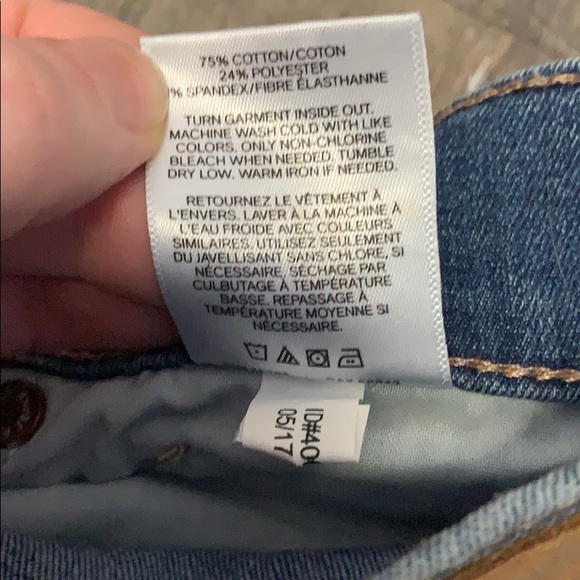 75% COTTON/COTON
24% POLYESTER
% SPANDEX/FIBRE ÉLASTHANNE
TURN GARMENT INSIDE OUT.
MACHINE WASH COLD WITH LIKE
COLORS. ONLY NON-CHLORINE
BLEACH WHEN NEEDED. TUMBLE
DRY LOW. WARM IRON IF NEEDED.
RETOURNEZ LE VÊTEMENT À
L'ENVERS. LAVER À LA MACHINE À
L'EAU FROIDE AVEC COULEURS
SIMILAIRES. UTILISEZ SEULEMENT
DU JAVELLISANT SANS CHLORE, SI
NÉCESSAIRE, SÉCHAGE PAR
CULBUTAGE À TEMPÉRATURE
BASSE. REPASSAGE À
TEMPÉRATURE MOYENNE SI
NÉCESSAIRE.
ID#40
05/17